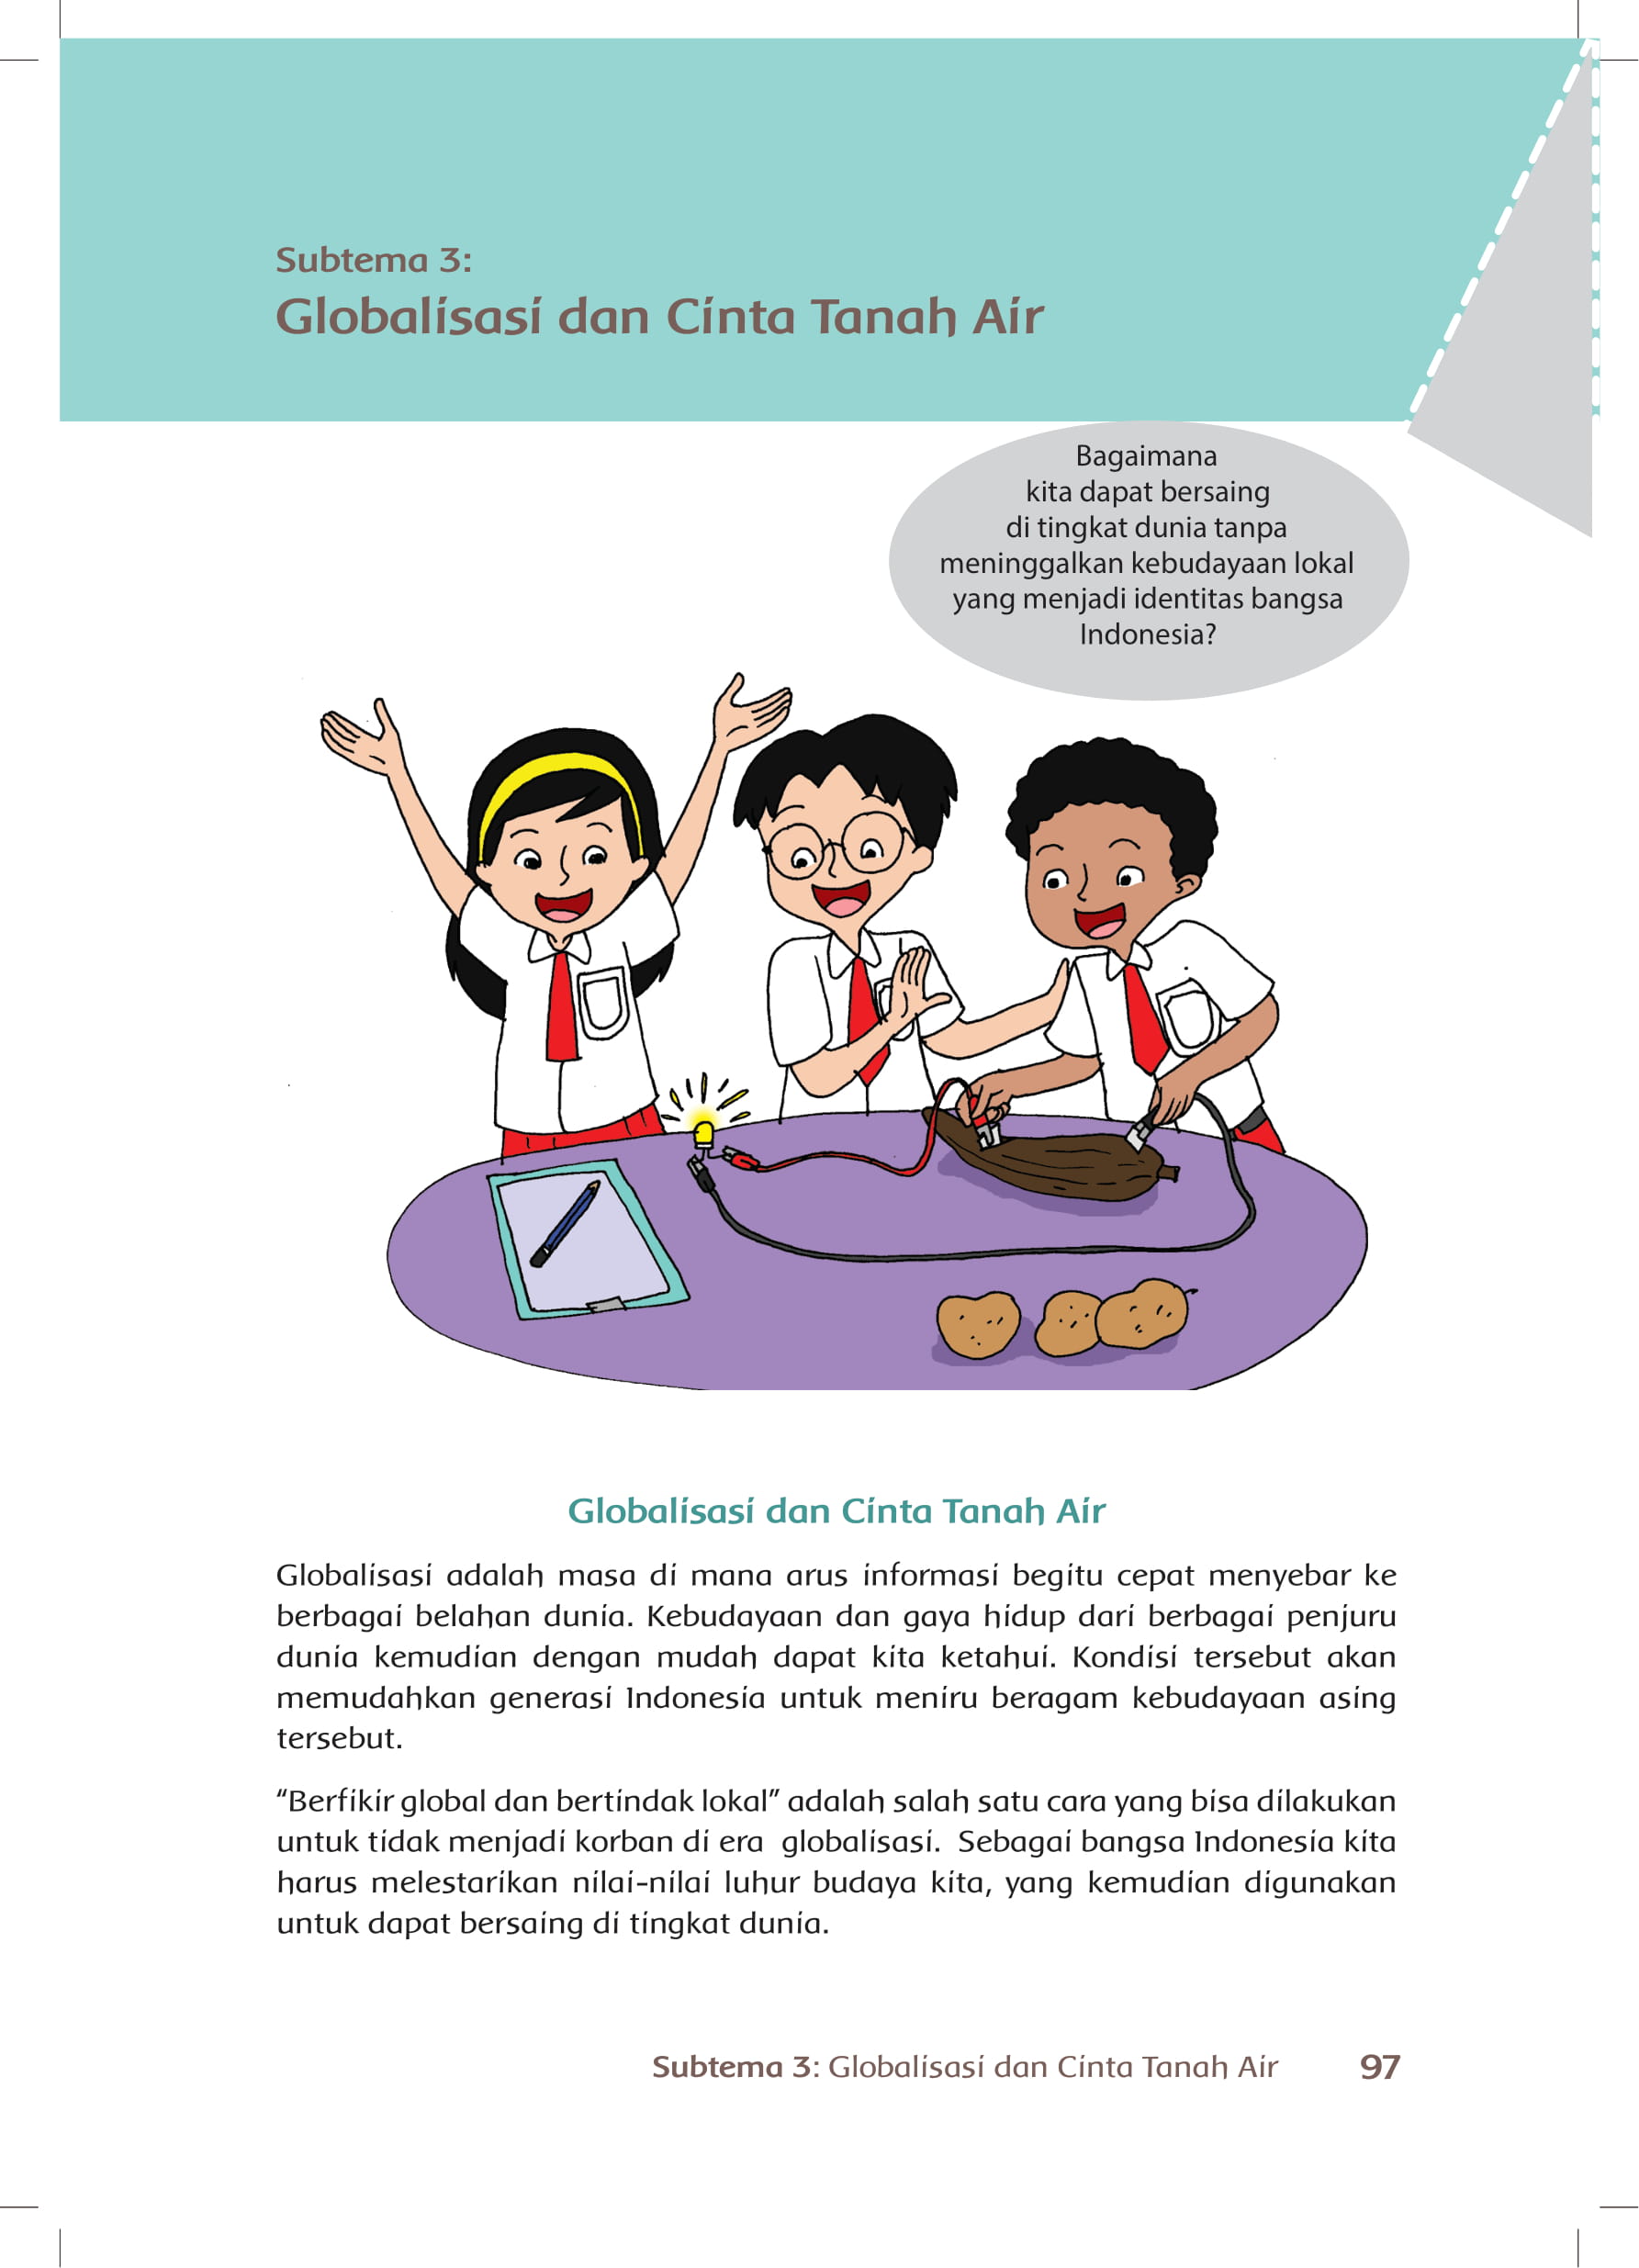 Subtema 3:
Globalisasi dan Cinta Tanah Air
Bagaimana
kita dapat bersaing
di tingkat dunia tanpa
meninggalkan kebudayaan lokal
yang menjadi identitas bangsa
Indonesia?
Globalisasi dan Cinta Tanah Air
Globalisasi adalah masa di mana arus informasi begitu cepat menyebar ke
berbagai belahan dunia. Kebudayaan dan gaya hidup dari berbagai penjuru
dunia kemudian dengan mudah dapat kita ketahui. Kondisi tersebut akan
memudahkan generasi Indonesia untuk meniru beragam kebudayaan asing
tersebut.
“Berfikir global dan bertindak lokal” adalah salah satu cara yang bisa dilakukan
untuk tidak menjadi korban di era  globalisasi.  Sebagai bangsa Indonesia kita
harus melestarikan nilai-nilai luhur budaya kita, yang kemudian digunakan
untuk dapat bersaing di tingkat dunia.
Subtema 3: Globalisasi dan Cinta Tanah Air 97